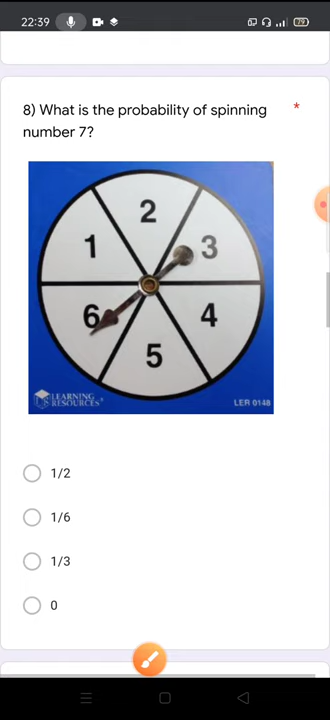 22:39
79
8) What is the probability of spinning *
number 7?
2
1
3
6
4
5
LEARNING
RESOURCES®
LER 0148
1/2
1/6
1/3
0